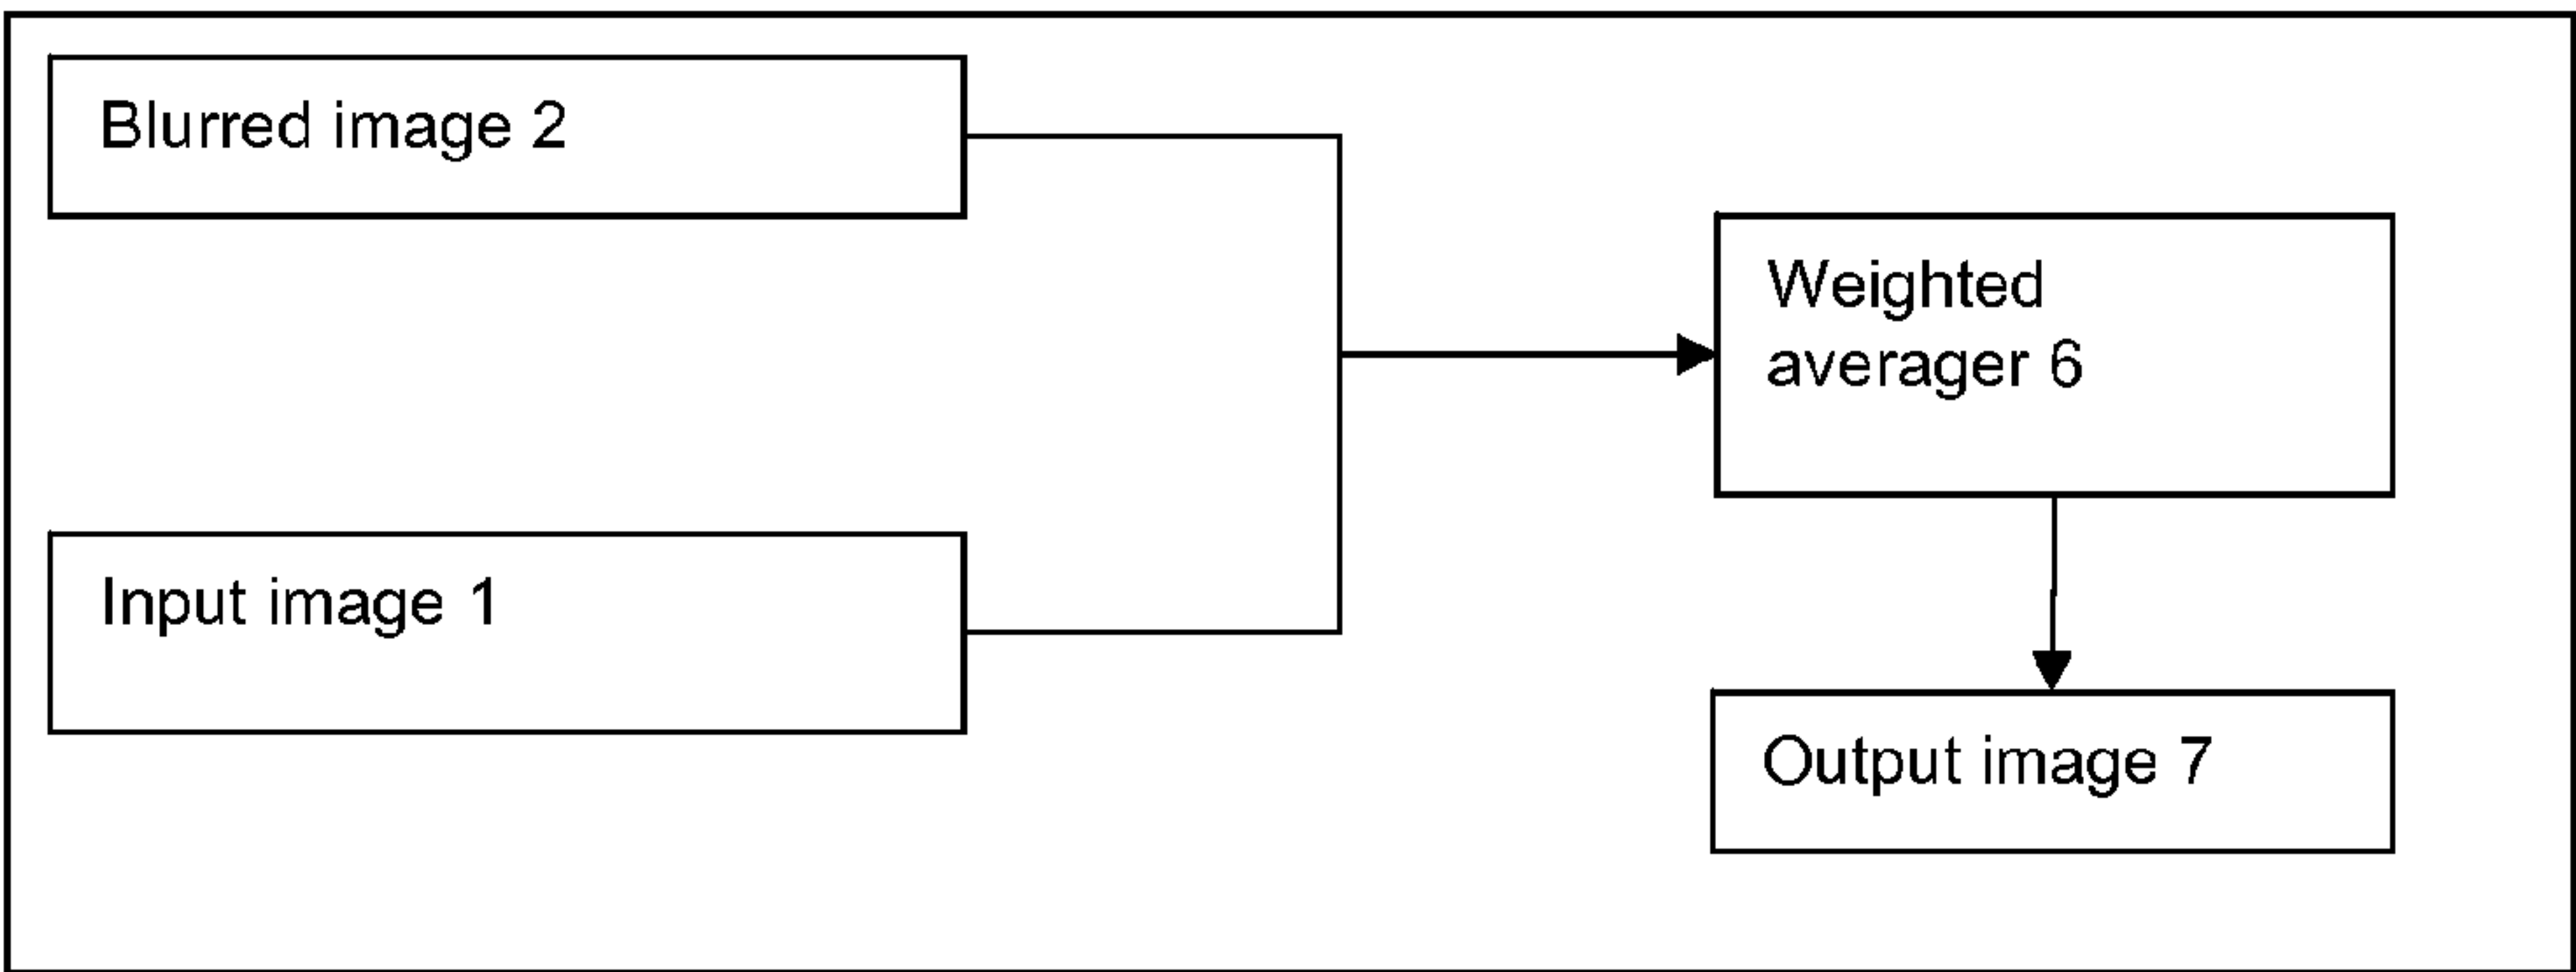 Blurred image 2
Weighted
averager 6
Input image 1
Output image 7